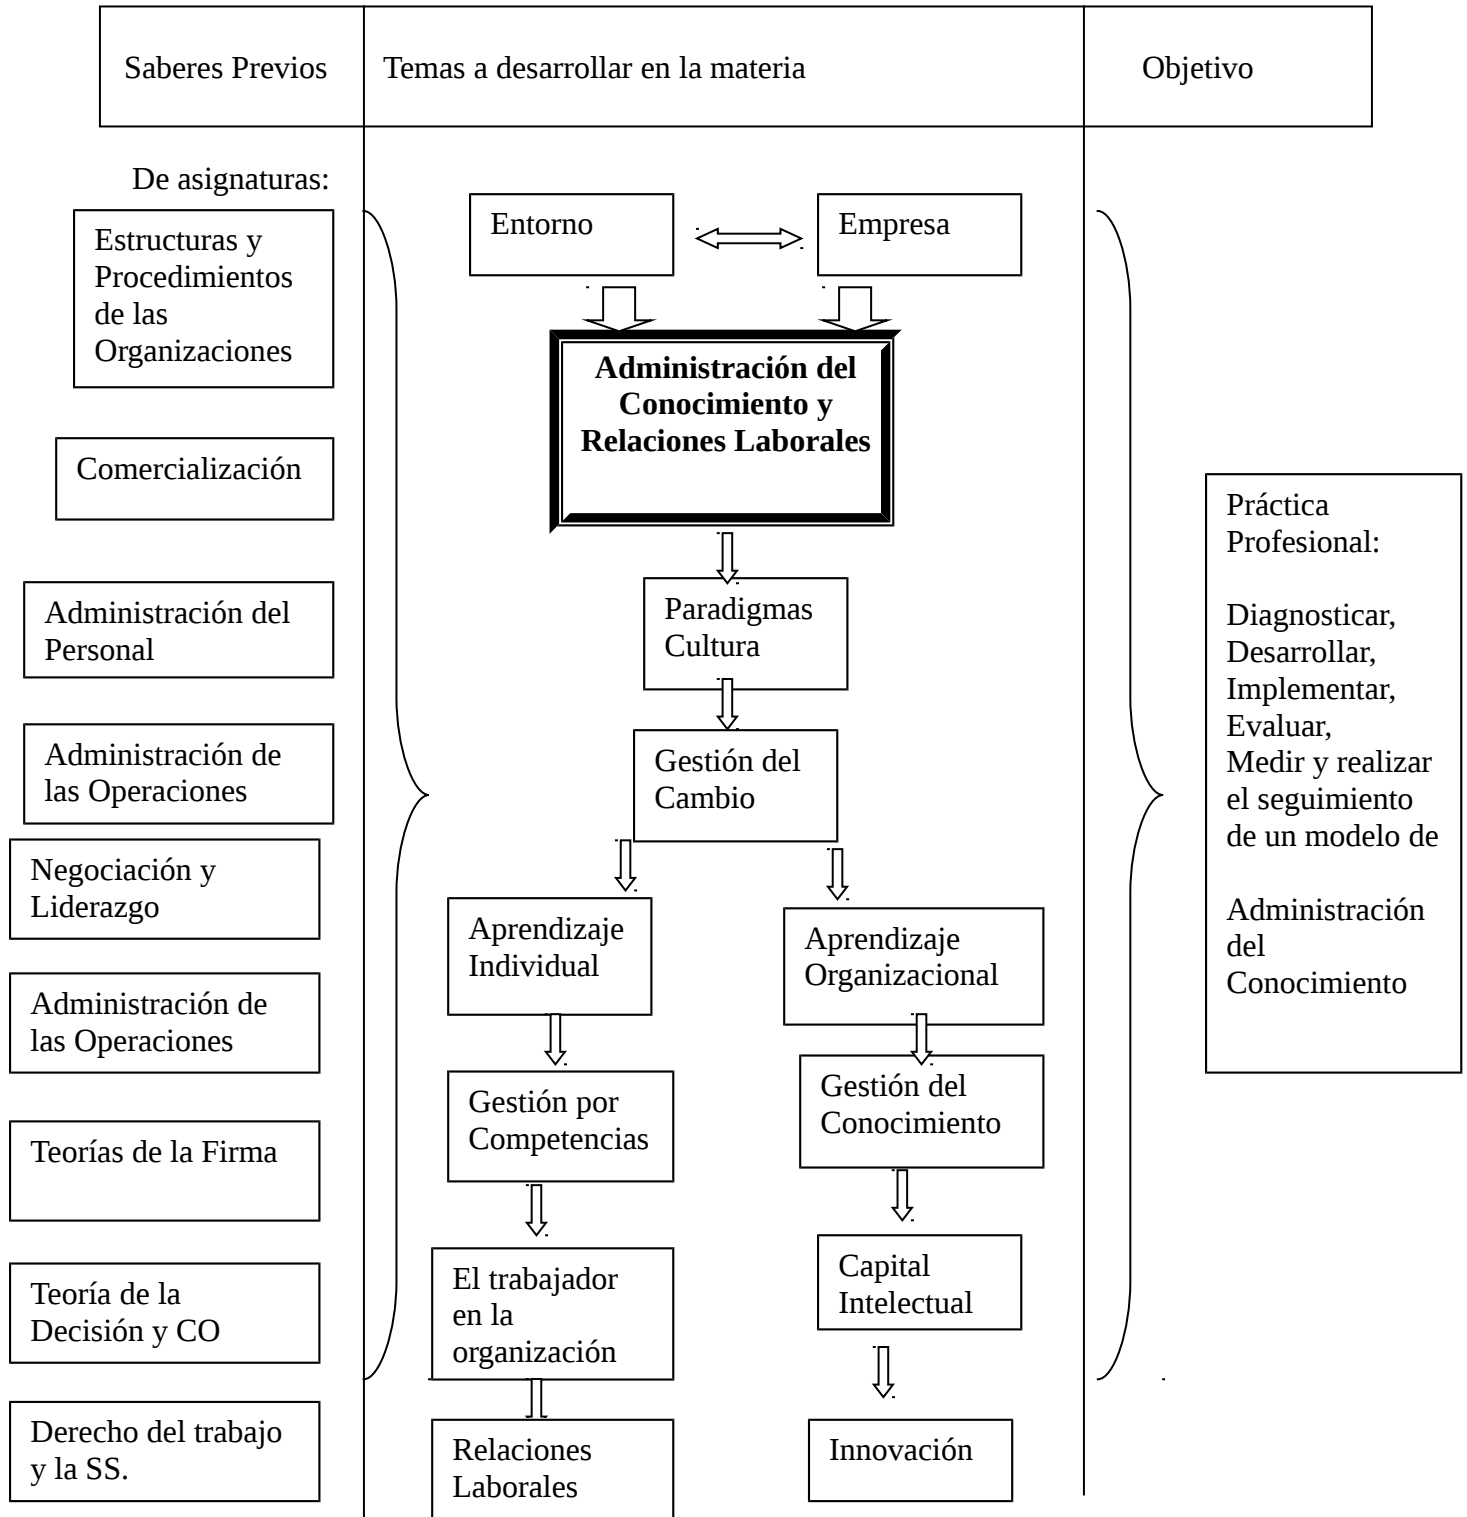 Saberes Previos
Temas a desarrollar en la materia
Objetivo
De asignaturas:
Estructuras y
Procedimientos
de las
Organizaciones
Comercialización
Administración del
Personal
Administración de
las Operaciones
Negociación y
Liderazgo
Administración de
las Operaciones
Teorías de la Firma
Teoría de la
Decisión y CO
Derecho del trabajo
y la SS.
Entorno
Empresa
Administración del
Conocimiento y
Relaciones Laborales
Paradigmas
Cultura
Gestión del
Cambio
Aprendizaje
Individual
Gestión por
Competencias
El trabajador
en la
organización
Relaciones
Laborales
Aprendizaje
Organizacional
Gestión del
Conocimiento
Capital
Intelectual
Innovación
Práctica
Profesional:
Diagnosticar,
Desarrollar,
Implementar,
Evaluar,
Medir y realizar
el seguimiento
de un modelo de
Administración
del
Conocimiento